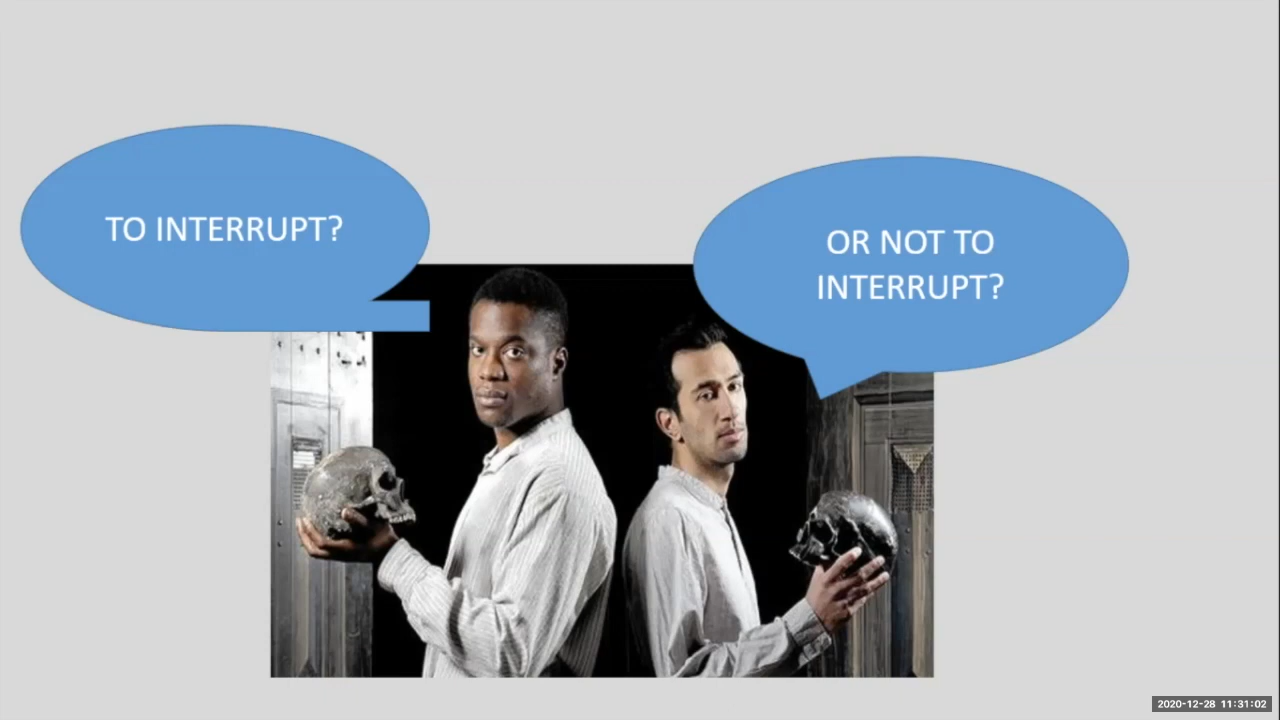 TO INTERRUPT?
OR NOT TO
INTERRUPT?
2020-12-28 11:31:02